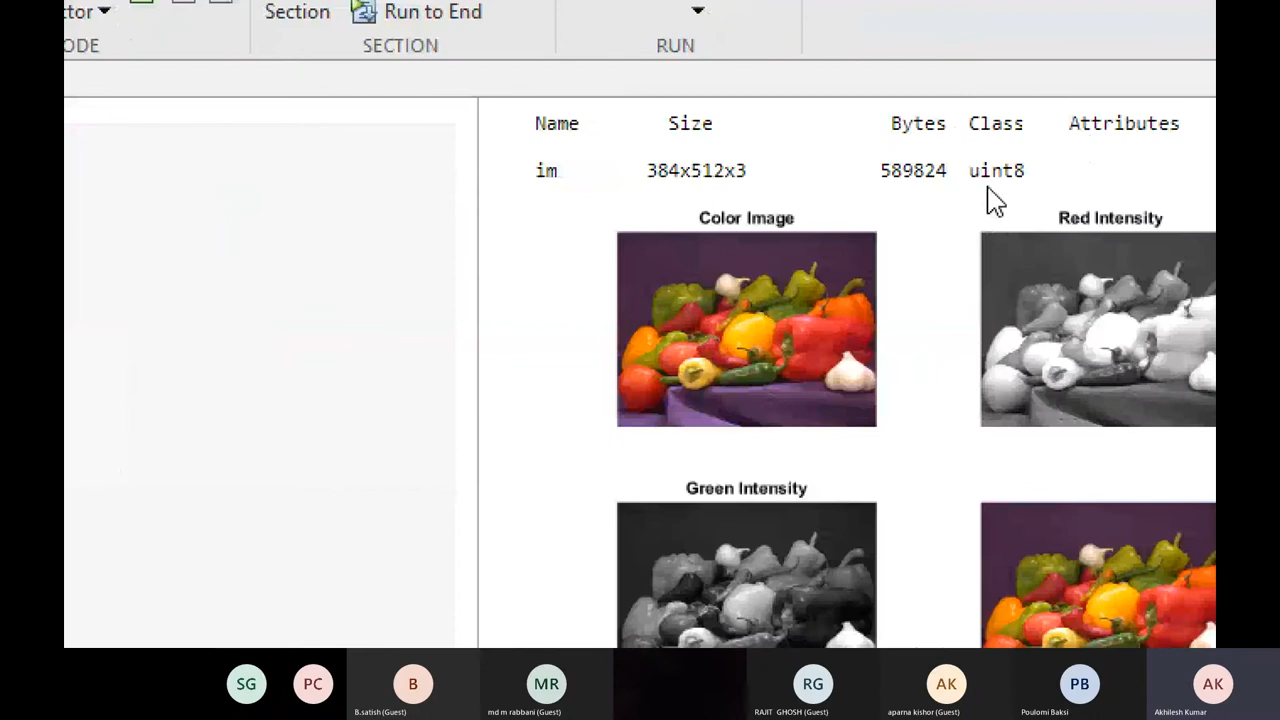 ctor
Section
Run to End
ODE
SECTION
RUN
Name Size Bytes Class Attributes
im 384x512x3 589824 uint8
Color Image
Red Intensity
Green Intensity
SG
PC
B
MR
RG
AK
PB
AK
B.satish (Guest)
md m rabbani (Guest)
RAJIT GHOSH (Guest)
aparna kishor (Guest)
Poulomi Baksi
Akhilesh Kumar